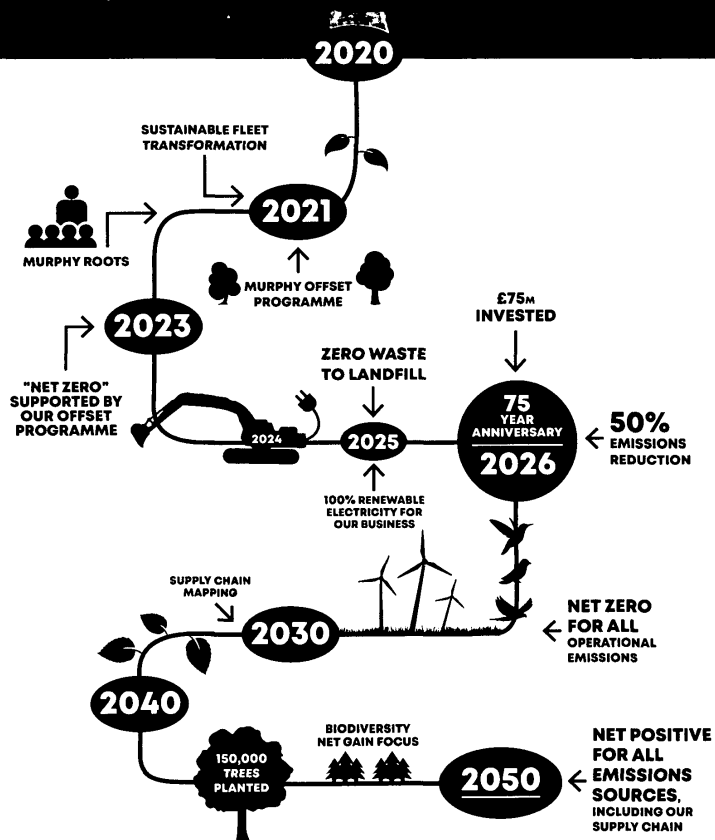 2020
SUSTAINABLE FLEET
TRANSFORMATION
2021
MURPHY ROOTS
MURPHY OFFSET
PROGRAMME
2023
£75M
INVESTED
"NET ZERO"
SUPPORTED BY
OUR OFFSET
PROGRAMME
ZERO WASTE
TO LANDFILL
2024
2025
75
YEAR
ANNIVERSARY
2026
50%
EMISSIONS
REDUCTION
100% RENEWABLE
ELECTRICITY FOR
OUR BUSINESS
SUPPLY CHAIN
MAPPING
2030
NET ZERO
FOR ALL
OPERATIONAL
EMISSIONS
2040
150,000
TREES
PLANTED
BIODIVERSITY
NET GAIN FOCUS
2050
NET POSITIVE
FOR ALL
EMISSIONS
SOURCES,
INCLUDING OUR
SUPPLY CHAIN